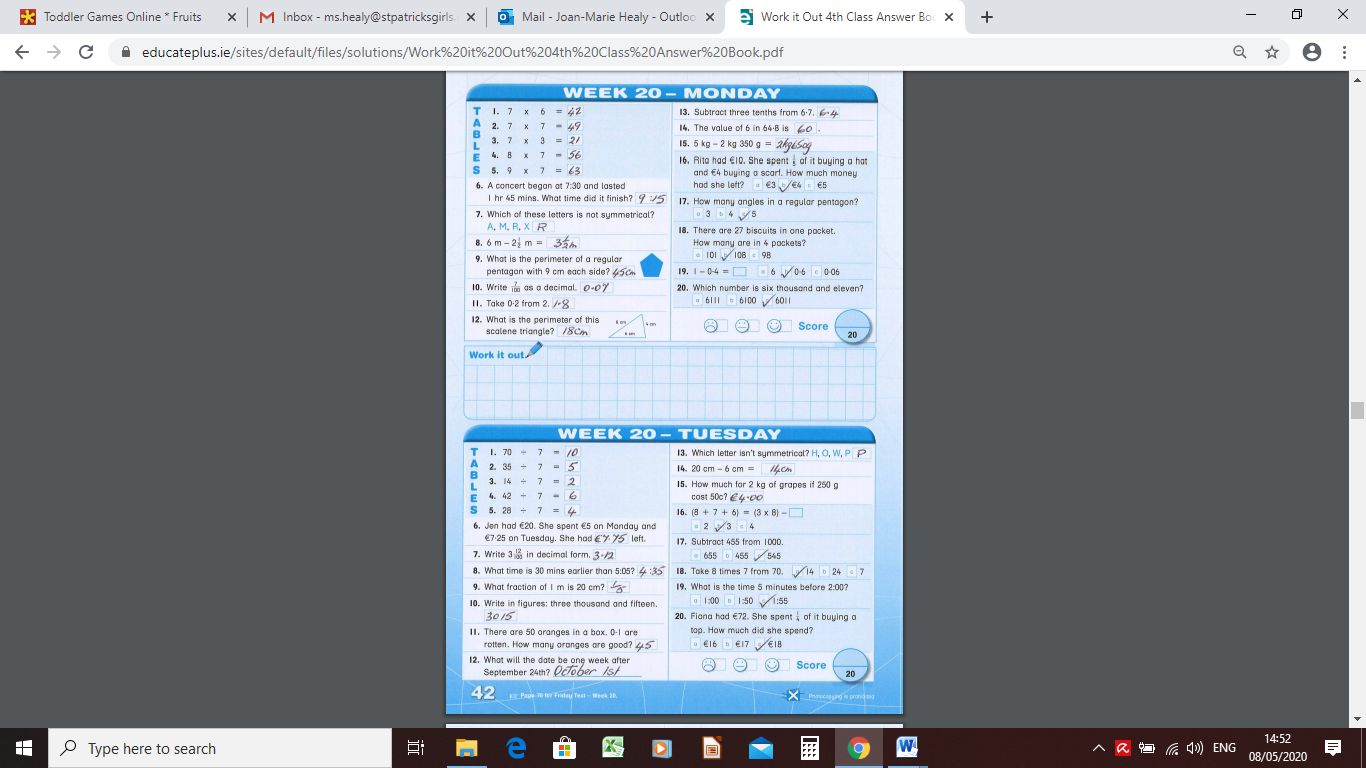 Toddler Games Online * Fruits
Inbox - ms.healy@stpatricksgirls.
Mail - Joan-Marie Healy - Outloo
Work it Out 4th Class Answer Boo
educateplus.ie/sites/default/files/solutions/Work%20it%20Out%204th%20Class%20Answer%20Book.pdf
WEEK 20 – MONDAY
TABLES
1. 7 x 6 = 42
2. 7 x 7 = 49
3. 7 x 3 = 21
4. 8 x 7 = 56
5. 9 x 7 = 63
6. A concert began at 7:30 and lasted
1 hr 45 mins. What time did it finish? 9:15
7. Which of these letters is not symmetrical?
A, M, R, X R
8. 6 m – 2½ m = 3½m
9. What is the perimeter of a regular
pentagon with 9 cm each side? 45cm
10. Write 7/100 as a decimal. 0·07
11. Take 0·2 from 2. 1·8
12. What is the perimeter of this
scalene triangle? 18cm
8 cm
4 cm
6 cm
13. Subtract three tenths from 6·7. 6·4
14. The value of 6 in 64·8 is 60.
15. 5 kg – 2 kg 350 g = 2kg650g
16. Rita had €10. She spent 1/5 of it buying a hat
and €4 buying a scarf. How much money
had she left? a €3 b €4 c €5
17. How many angles in a regular pentagon?
a 3 b 4 c 5
18. There are 27 biscuits in one packet.
How many are in 4 packets?
a 101 b 108 c 98
19. 1 – 0·4 = a 6 b 0·6 c 0·06
20. Which number is six thousand and eleven?
a 6111 b 6100 c 6011
Score
20
Work it out
WEEK 20 – TUESDAY
TABLES
1. 70 ÷ 7 = 10
2. 35 ÷ 7 = 5
3. 14 ÷ 7 = 2
4. 42 ÷ 7 = 6
5. 28 ÷ 7 = 4
6. Jen had €20. She spent €5 on Monday and
€7·25 on Tuesday. She had €7.75 left.
7. Write 3 12/100 in decimal form. 3·12
8. What time is 30 mins earlier than 5:05? 4:35
9. What fraction of 1 m is 20 cm? 1/5
10. Write in figures: three thousand and fifteen.
3015
11. There are 50 oranges in a box. 0·1 are
rotten. How many oranges are good? 45
12. What will the date be one week after
September 24th? October 1st
13. Which letter isn't symmetrical? H, O, W, P P
14. 20 cm – 6 cm = 14cm
15. How much for 2 kg of grapes if 250 g
cost 50c? €4·00
16. (8 + 7 + 6) = (3 x 8) –
a 2 b 3 c 4
17. Subtract 455 from 1000.
a 655 b 455 c 545
18. Take 8 times 7 from 70. a 14 b 24 c 7
19. What is the time 5 minutes before 2:00?
a 1:00 b 1:50 c 1:55
20. Fiona had €72. She spent ¼ of it buying a
top. How much did she spend?
a €16 b €17 c €18
Score
20
42
Page 76 for Friday Test – Week 20.
Photocopying is prohibited
Type here to search
ENG
14:52
08/05/2020